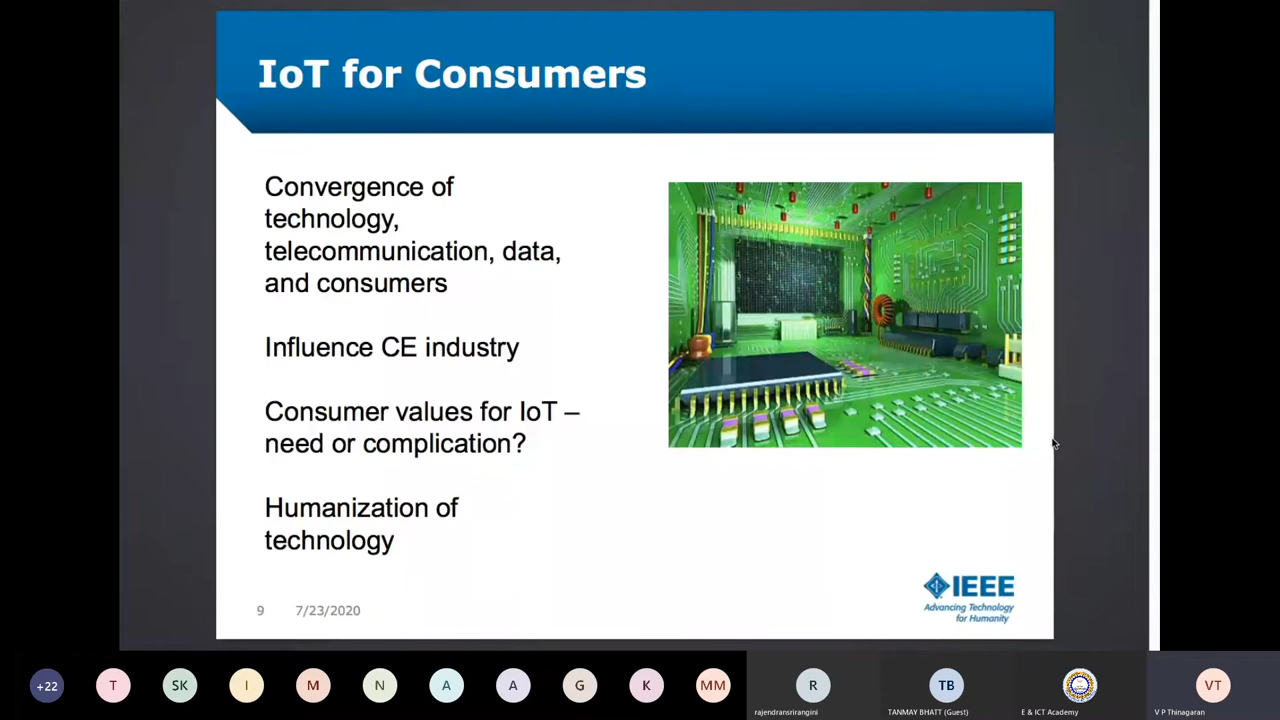 IoT for Consumers
Convergence of
technology,
telecommunication, data,
and consumers
Influence CE industry
Consumer values for IoT –
need or complication?
Humanization of
technology
9 7/23/2020
IEEE
Advancing Technology
for Humanity
+22 T SK I M N A A G K MM R TB VT
rajendransrirangini TANMAY BHATT (Guest) E & ICT Academy V P Thinagaran